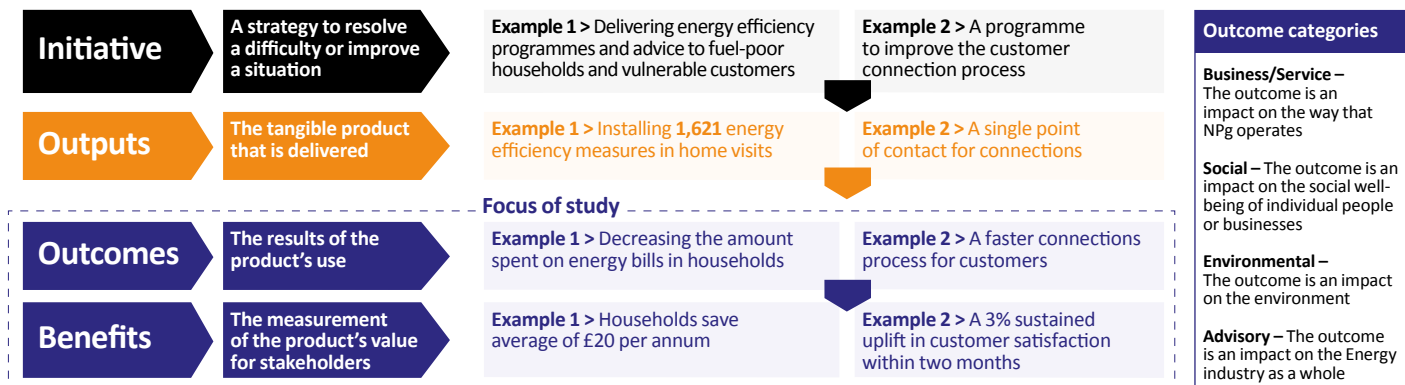 Initiative
A strategy to resolve
a difficulty or improve
a situation
Example 1 > Delivering energy efficiency
programmes and advice to fuel-poor
households and vulnerable customers
Example 2 > A programme
to improve the customer
connection process
Outputs
The tangible product
that is delivered
Example 1 > Installing 1,621 energy
efficiency measures in home visits
Example 2 > A single point
of contact for connections
Focus of study
Outcomes
The results of the
product's use
Example 1 > Decreasing the amount
spent on energy bills in households
Example 2 > A faster connections
process for customers
Benefits
The measurement
of the product's value
for stakeholders
Example 1 > Households save
average of £20 per annum
Example 2 > A 3% sustained
uplift in customer satisfaction
within two months
Outcome categories
Business/Service –
The outcome is an
impact on the way that
NPg operates
Social – The outcome is an
impact on the social well-
being of individual people
or businesses
Environmental –
The outcome is an impact
on the environment
Advisory – The outcome
is an impact on the Energy
industry as a whole